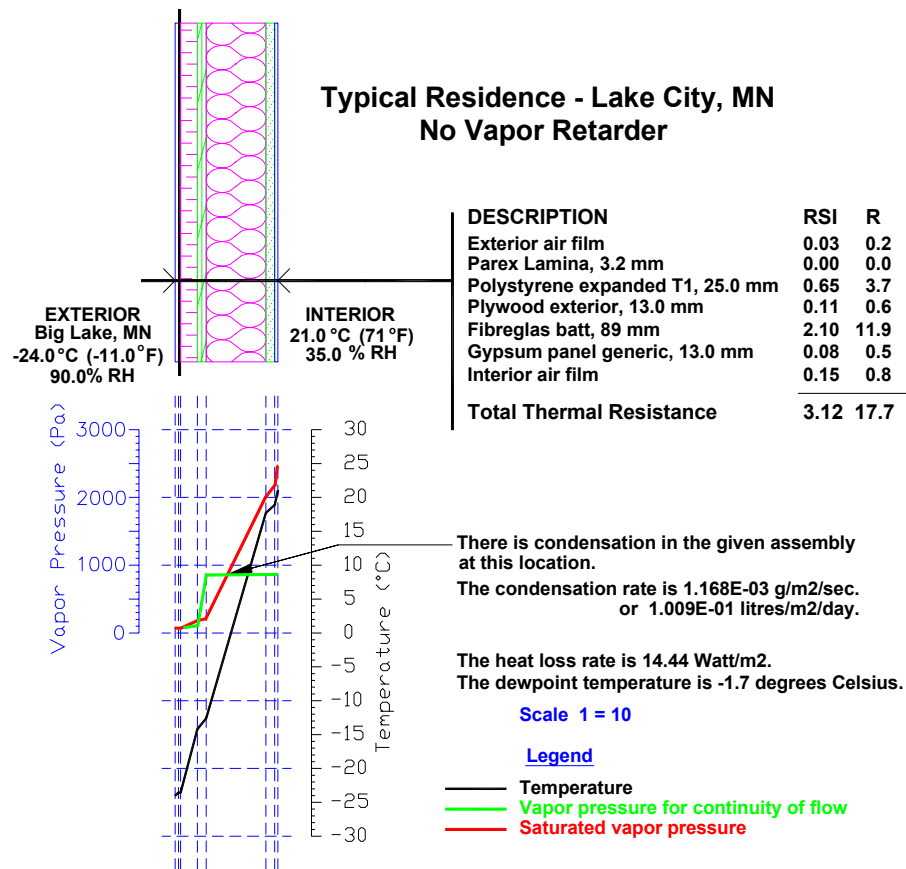 Typical Residence - Lake City, MN
No Vapor Retarder
DESCRIPTION RSI R
Exterior air film 0.03 0.2
Parex Lamina, 3.2 mm 0.00 0.0
Polystyrene expanded T1, 25.0 mm 0.65 3.7
Plywood exterior, 13.0 mm 0.11 0.6
Fibreglas batt, 89 mm 2.10 11.9
Gypsum panel generic, 13.0 mm 0.08 0.5
Interior air film 0.15 0.8
Total Thermal Resistance 3.12 17.7
EXTERIOR
Big Lake, MN
-24.0°C (-11.0°F)
90.0% RH
INTERIOR
21.0 °C (71 °F)
35.0 % RH
Vapor Pressure (Pa)
3000
2000
1000
0
30
25
20
15
10
5
0
-5
-10
-15
-20
-25
-30
Temperature (°C)
There is condensation in the given assembly
at this location.
The condensation rate is 1.168E-03 g/m2/sec.
or 1.009E-01 litres/m2/day.
The heat loss rate is 14.44 Watt/m2.
The dewpoint temperature is -1.7 degrees Celsius.
Scale 1 = 10
Legend
Temperature
Vapor pressure for continuity of flow
Saturated vapor pressure